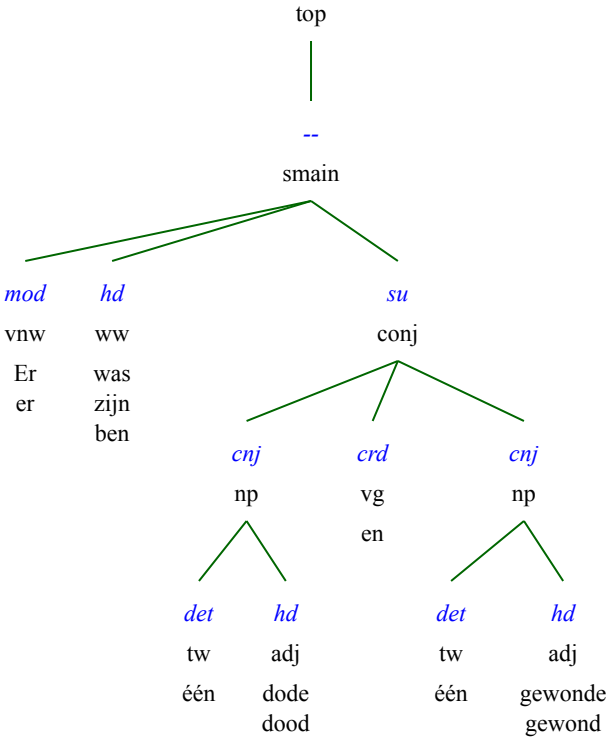 top
--
smain
mod hd su
vnw ww conj
Er was
er zijn
ben
cnj crd cnj
np vg np
en
det hd det hd
tw adj tw adj
één dode één gewonde
dood gewond